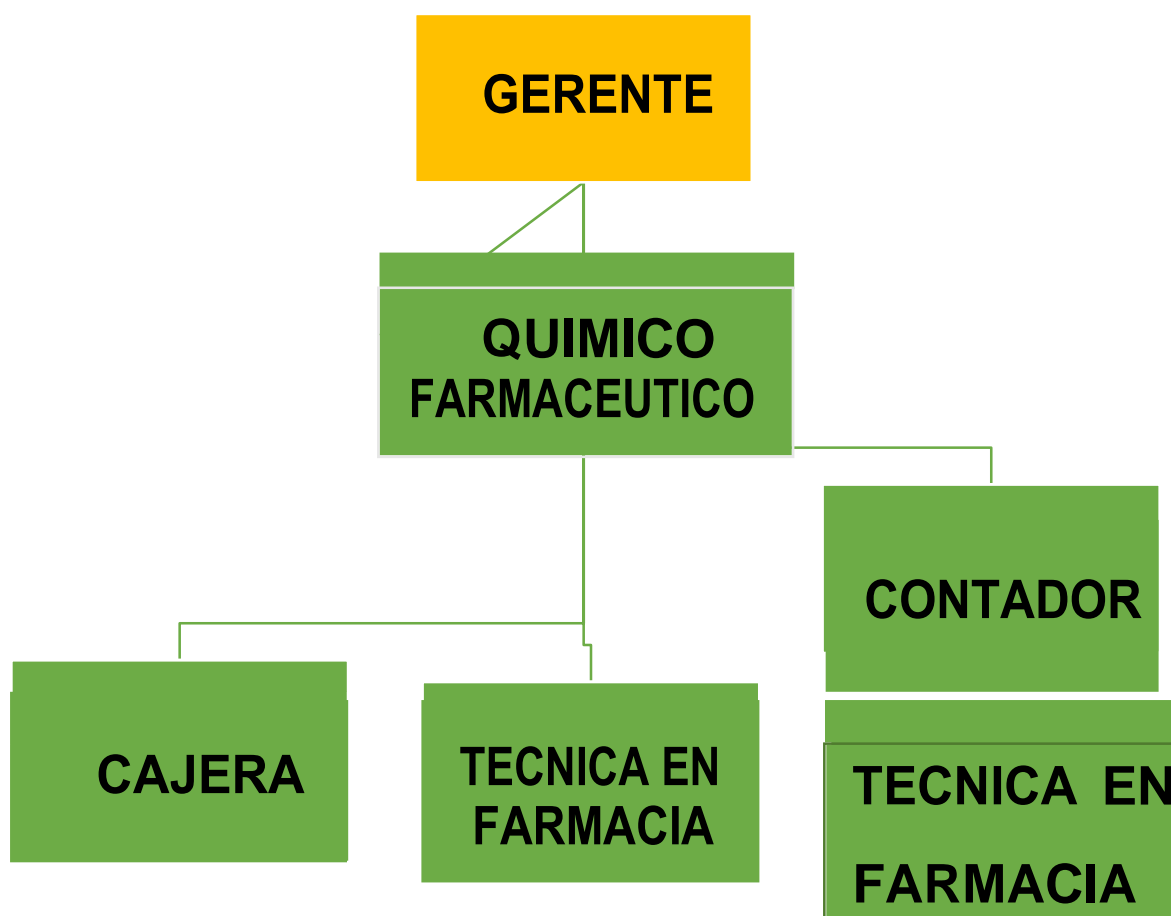 GERENTE
QUIMICO
FARMACEUTICO
CONTADOR
CAJERA
TECNICA EN
FARMACIA
TECNICA EN
FARMACIA